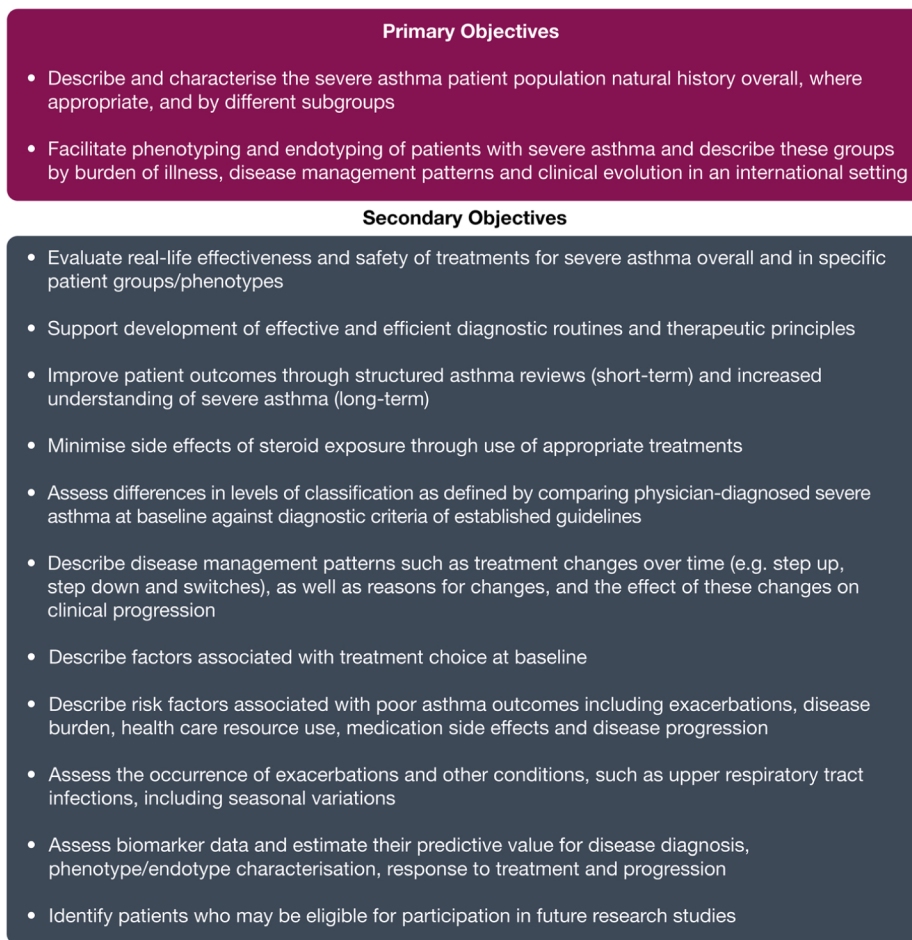 Primary Objectives
• Describe and characterise the severe asthma patient population natural history overall, where
appropriate, and by different subgroups
• Facilitate phenotyping and endotyping of patients with severe asthma and describe these groups
by burden of illness, disease management patterns and clinical evolution in an international setting
Secondary Objectives
• Evaluate real-life effectiveness and safety of treatments for severe asthma overall and in specific
patient groups/phenotypes
• Support development of effective and efficient diagnostic routines and therapeutic principles
• Improve patient outcomes through structured asthma reviews (short-term) and increased
understanding of severe asthma (long-term)
• Minimise side effects of steroid exposure through use of appropriate treatments
• Assess differences in levels of classification as defined by comparing physician-diagnosed severe
asthma at baseline against diagnostic criteria of established guidelines
• Describe disease management patterns such as treatment changes over time (e.g. step up,
step down and switches), as well as reasons for changes, and the effect of these changes on
clinical progression
• Describe factors associated with treatment choice at baseline
• Describe risk factors associated with poor asthma outcomes including exacerbations, disease
burden, health care resource use, medication side effects and disease progression
• Assess the occurrence of exacerbations and other conditions, such as upper respiratory tract
infections, including seasonal variations
• Assess biomarker data and estimate their predictive value for disease diagnosis,
phenotype/endotype characterisation, response to treatment and progression
• Identify patients who may be eligible for participation in future research studies